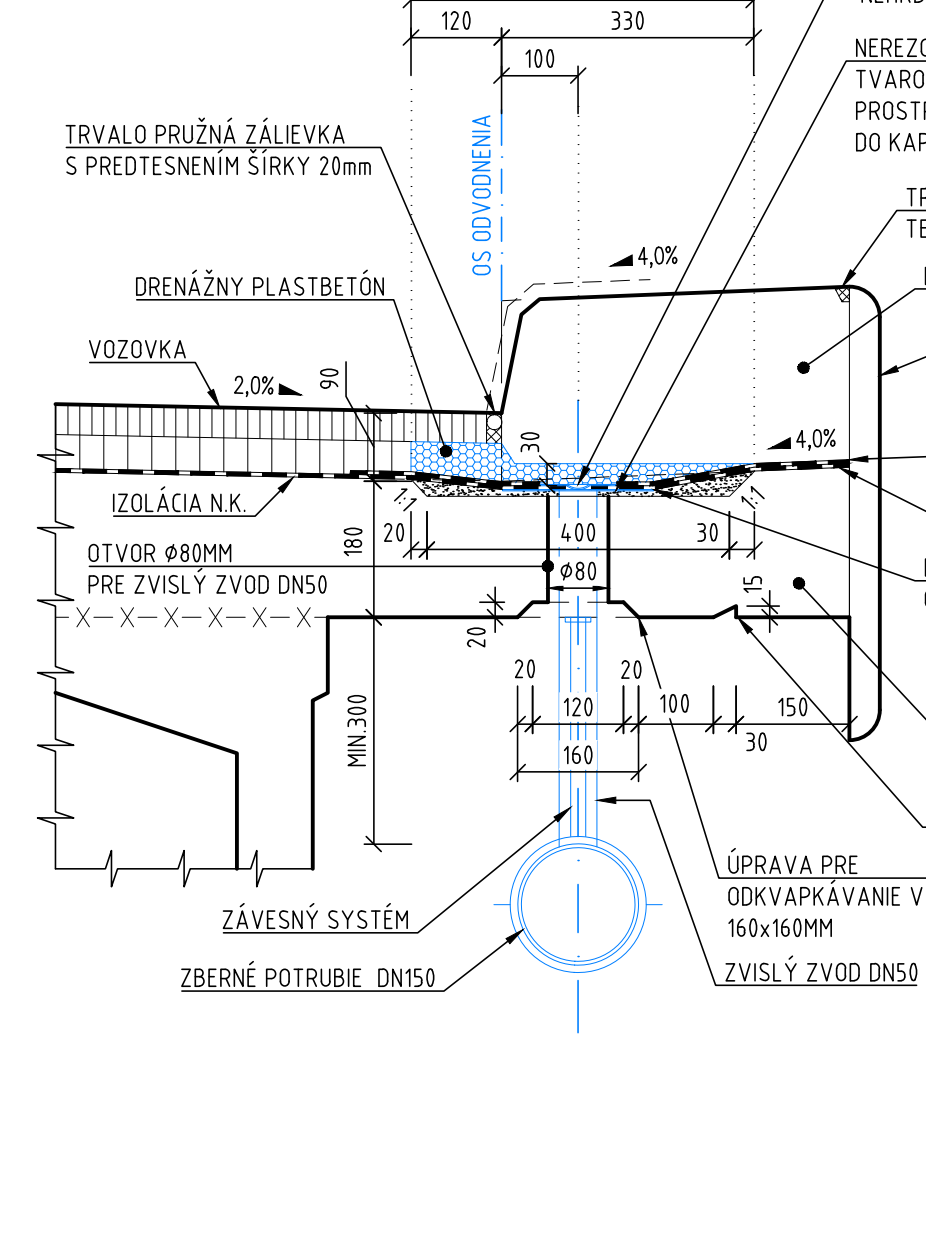 120
330
100
NEREZO
TVARO
PROSTR
DO KAP
TRVALO PRUŽNÁ ZÁLIEVKA
S PREDTESNENÍM ŠÍRKY 20mm
OS ODVODNENIA
4,0%
DRENÁŽNY PLASTBETÓN
VOZOVKA
2,0%
90
30
4,0%
IZOLÁCIA N.K.
1:1
1:1
20
400
30
180
OTVOR Ø80MM
PRE ZVISLÝ ZVOD DN50
Ø80
15
20
20
20
120
100
150
30
160
MIN.300
ÚPRAVA PRE
ODKVAPKÁVANIE V
160x160MM
ZÁVESNÝ SYSTÉM
ZBERNÉ POTRUBIE DN150
ZVISLÝ ZVOD DN50